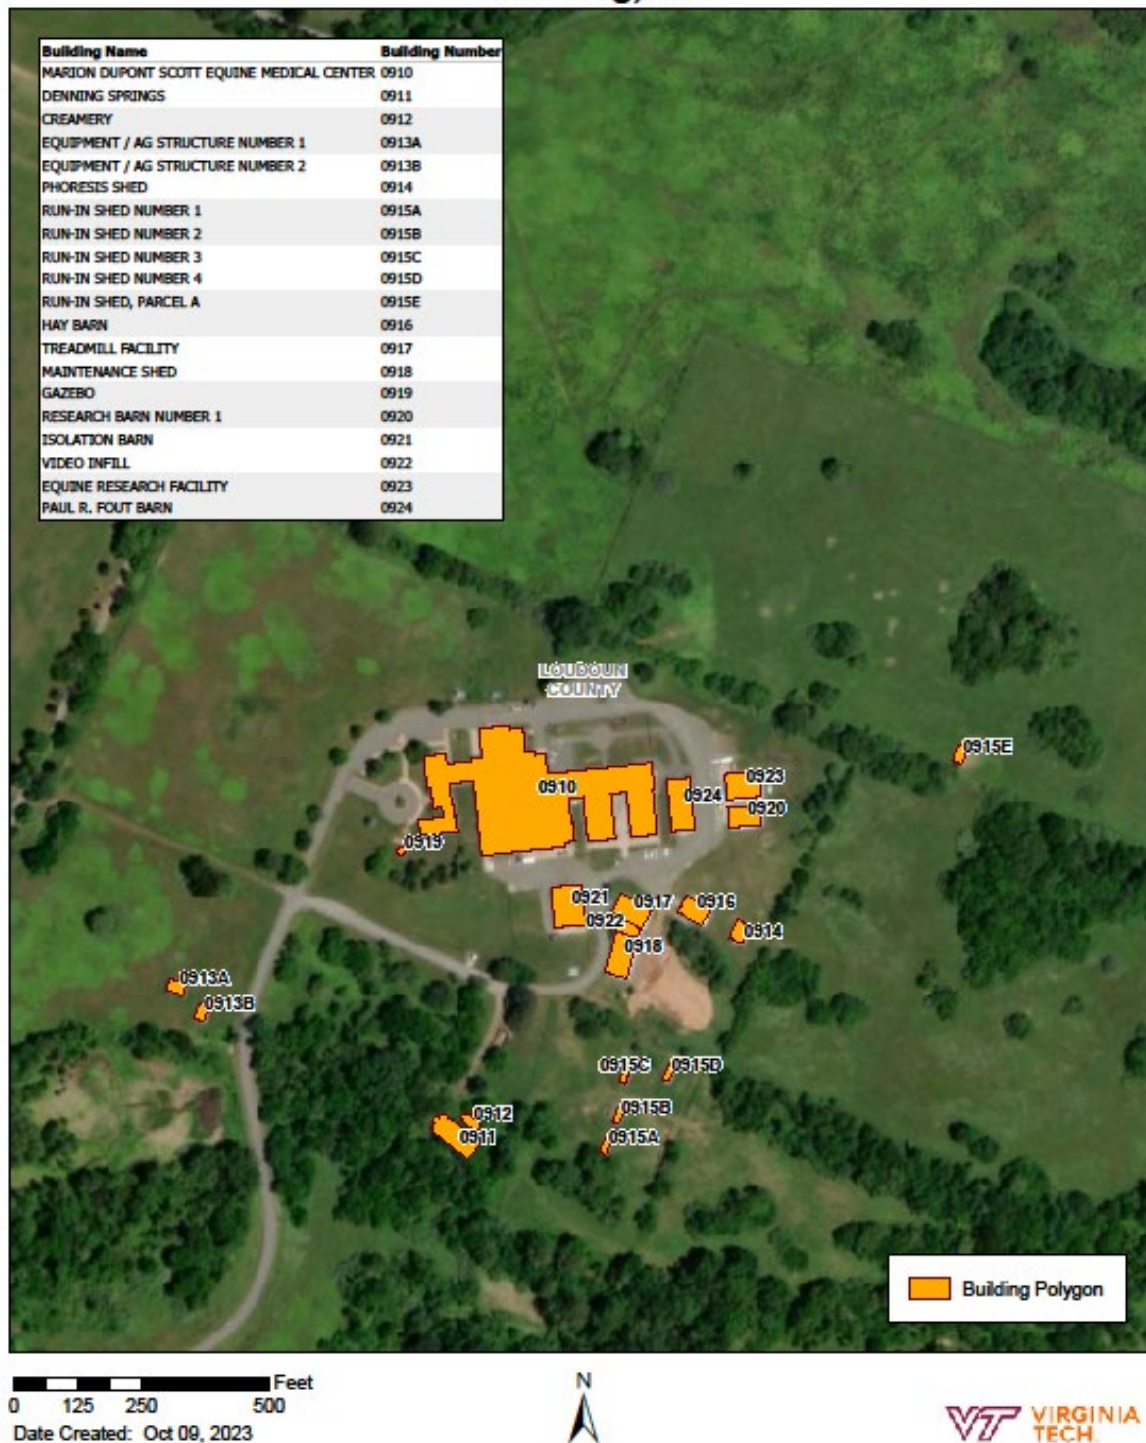 Building Name Building Number
MARION DUPONT SCOTT EQUINE MEDICAL CENTER 0910
DENNING SPRINGS 0911
CREAMERY 0912
EQUIPMENT / AG STRUCTURE NUMBER 1 0913A
EQUIPMENT / AG STRUCTURE NUMBER 2 0913B
PHORESIS SHED 0914
RUN-IN SHED NUMBER 1 0915A
RUN-IN SHED NUMBER 2 0915B
RUN-IN SHED NUMBER 3 0915C
RUN-IN SHED NUMBER 4 0915D
RUN-IN SHED, PARCEL A 0915E
HAY BARN 0916
TREADMILL FACILITY 0917
MAINTENANCE SHED 0918
GAZEBO 0919
RESEARCH BARN NUMBER 1 0920
ISOLATION BARN 0921
VIDEO INFILL 0922
EQUINE RESEARCH FACILITY 0923
PAUL R. FOUT BARN 0924
LOUDOUN
COUNTY
0915E
0910
0923
0924
0920
0919
0921
0917
0916
0922
0914
0918
0913A
0913B
0915C
0915D
0915B
0912
0911
0915A
Building Polygon
Feet
0 125 250 500
Date Created: Oct 09, 2023
N
VT VIRGINIA
TECH.